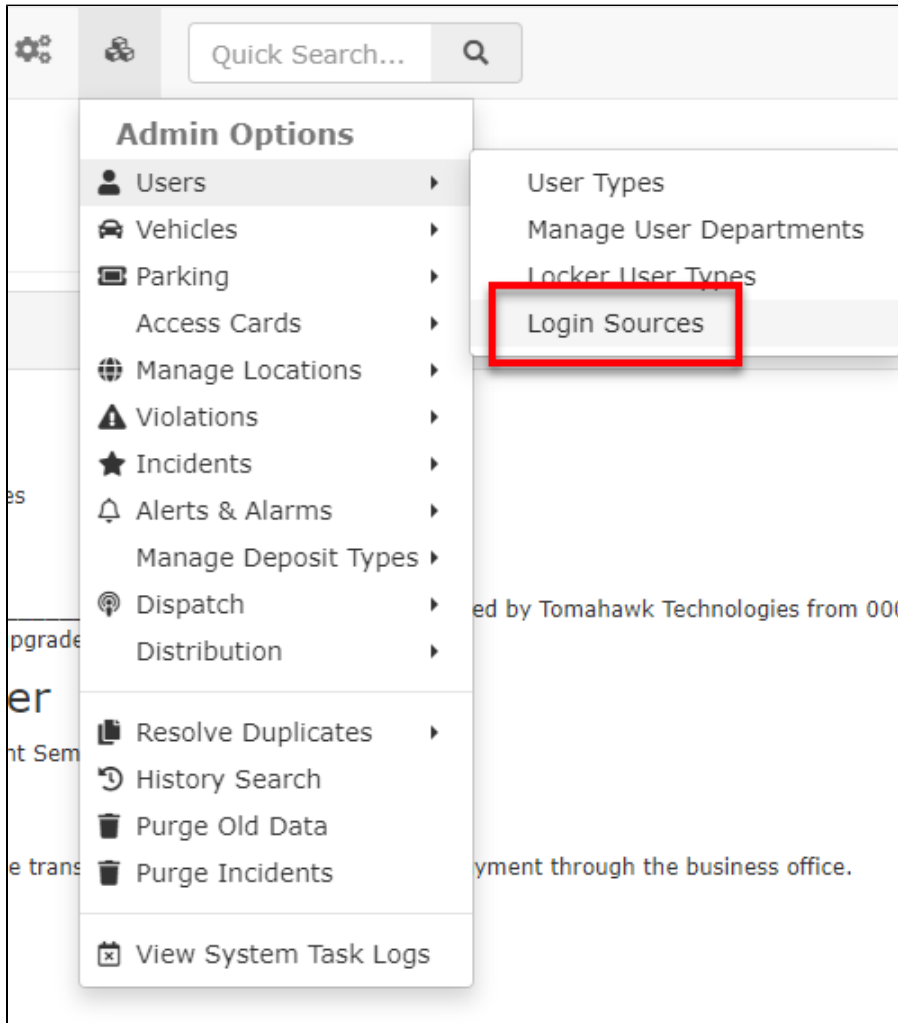 Quick Search...
Admin Options
Users
User Types
Vehicles
Manage User Departments
Parking
Locker User Types
Access Cards
Login Sources
Manage Locations
Violations
Incidents
es
Alerts & Alarms
Manage Deposit Types
Dispatch
ed by Tomahawk Technologies from 000
pgrade
Distribution
er
Resolve Duplicates
nt Sem
History Search
Purge Old Data
e trans
Purge Incidents
yment through the business office.
View System Task Logs